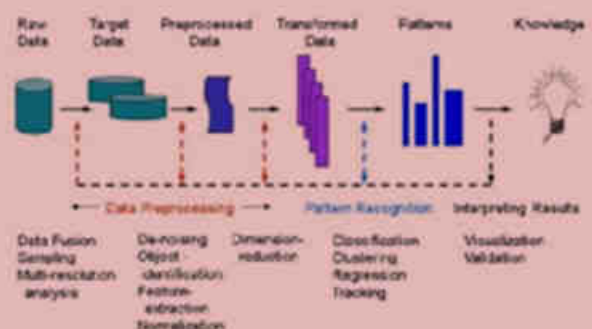 Raw
Data
Target
Data
Preprocessed
Data
Transformed
Data
Patterns
Knowledge
Data Preprocessing
Pattern Recognition
Interpreting Results
Data Fusion
Sampling
Multi-resolution
analysis
De-noising
Object-
identification
Feature-
extraction
Normalization
Dimension-
reduction
Classification
Clustering
Regression
Tracking
Visualization
Validation